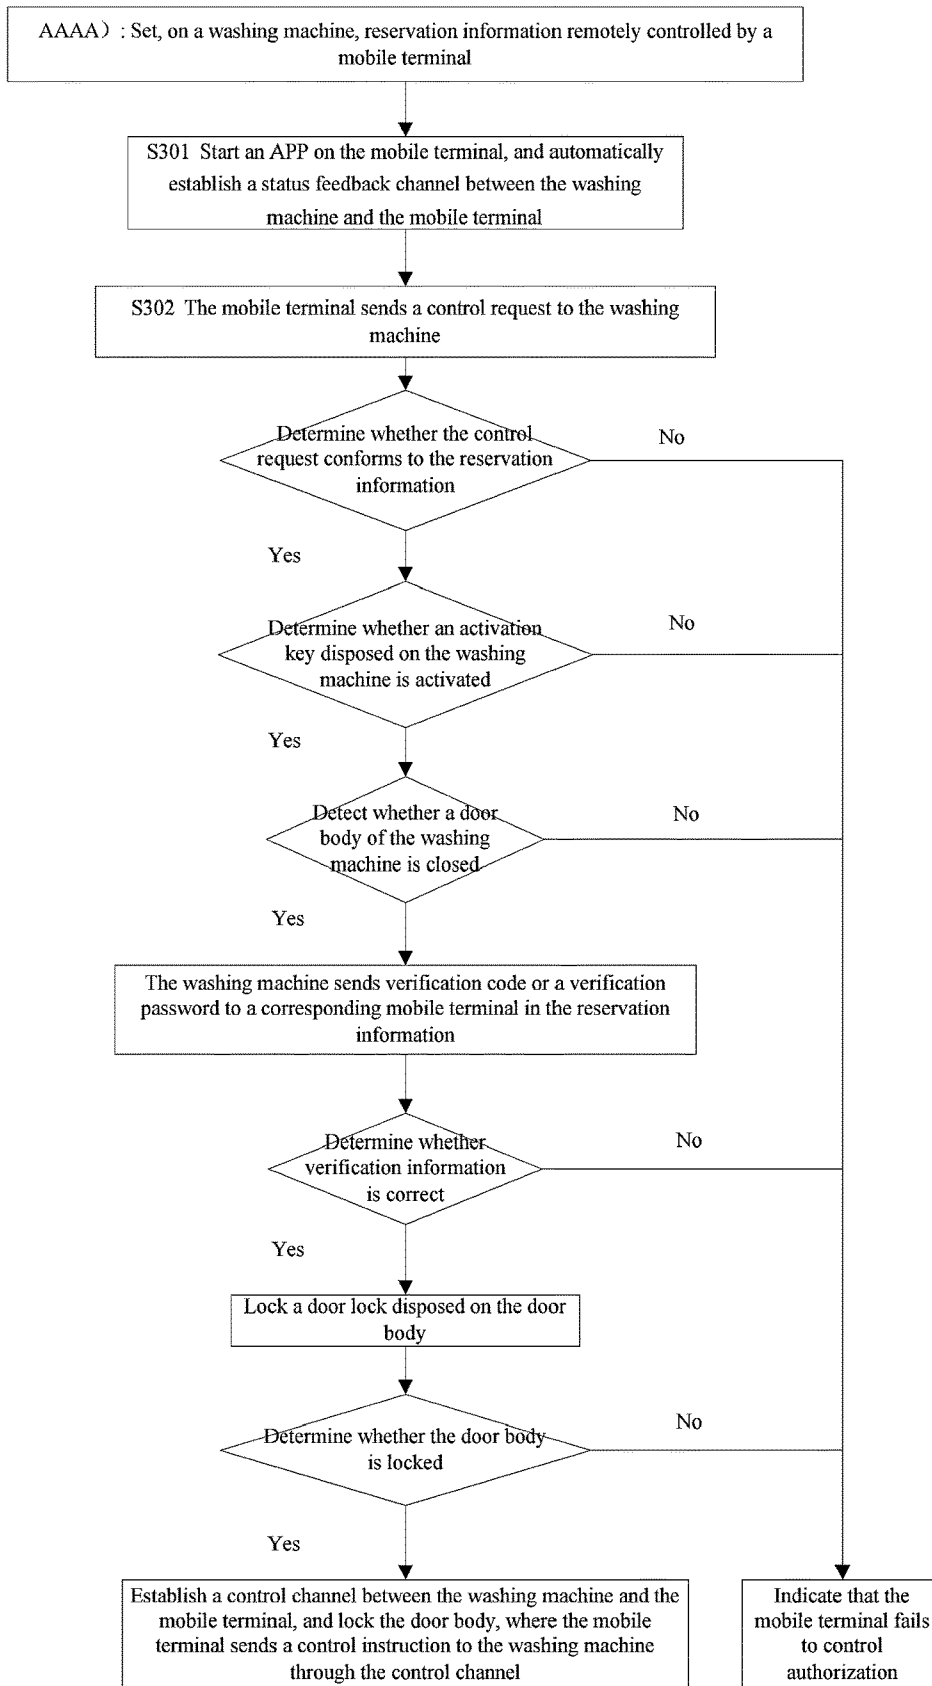 AAAA）: Set, on a washing machine, reservation information remotely controlled by a
mobile terminal
S301 Start an APP on the mobile terminal, and automatically
establish a status feedback channel between the washing
machine and the mobile terminal
S302 The mobile terminal sends a control request to the washing
machine
Determine whether the control
request conforms to the reservation
information
No
Yes
Determine whether an activation
key disposed on the washing
machine is activated
No
Yes
Detect whether a door
body of the washing
machine is closed
No
Yes
The washing machine sends verification code or a verification
password to a corresponding mobile terminal in the reservation
information
Determine whether
verification information
is correct
No
Yes
Lock a door lock disposed on the door
body
Determine whether the door body
is locked
No
Yes
Establish a control channel between the washing machine and the
mobile terminal, and lock the door body, where the mobile
terminal sends a control instruction to the washing machine
through the control channel
Indicate that the
mobile terminal fails
to control
authorization